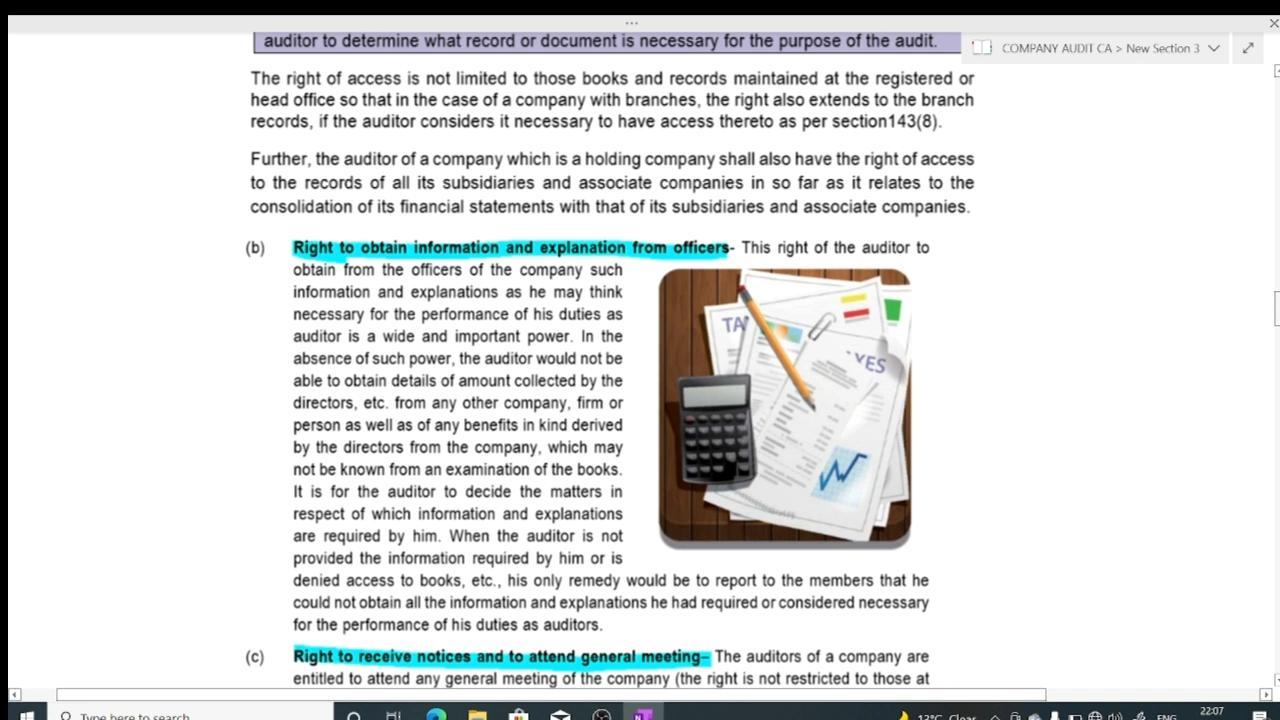 auditor to determine what record or document is necessary for the purpose of the audit.
COMPANY AUDIT CA > New Section 3
The right of access is not limited to those books and records maintained at the registered or
head office so that in the case of a company with branches, the right also extends to the branch
records, if the auditor considers it necessary to have access thereto as per section143(8).
Further, the auditor of a company which is a holding company shall also have the right of access
to the records of all its subsidiaries and associate companies in so far as it relates to the
consolidation of its financial statements with that of its subsidiaries and associate companies.
(b) Right to obtain information and explanation from officers- This right of the auditor to
obtain from the officers of the company such
information and explanations as he may think
necessary for the performance of his duties as
auditor is a wide and important power. In the
absence of such power, the auditor would not be
able to obtain details of amount collected by the
directors, etc. from any other company, firm or
person as well as of any benefits in kind derived
by the directors from the company, which may
not be known from an examination of the books.
It is for the auditor to decide the matters in
respect of which information and explanations
are required by him. When the auditor is not
provided the information required by him or is
denied access to books, etc., his only remedy would be to report to the members that he
could not obtain all the information and explanations he had required or considered necessary
for the performance of his duties as auditors.
TA
YES
(c) Right to receive notices and to attend general meeting– The auditors of a company are
entitled to attend any general meeting of the company (the right is not restricted to those at
Type here to search
12°C Clear
ENG
22:07